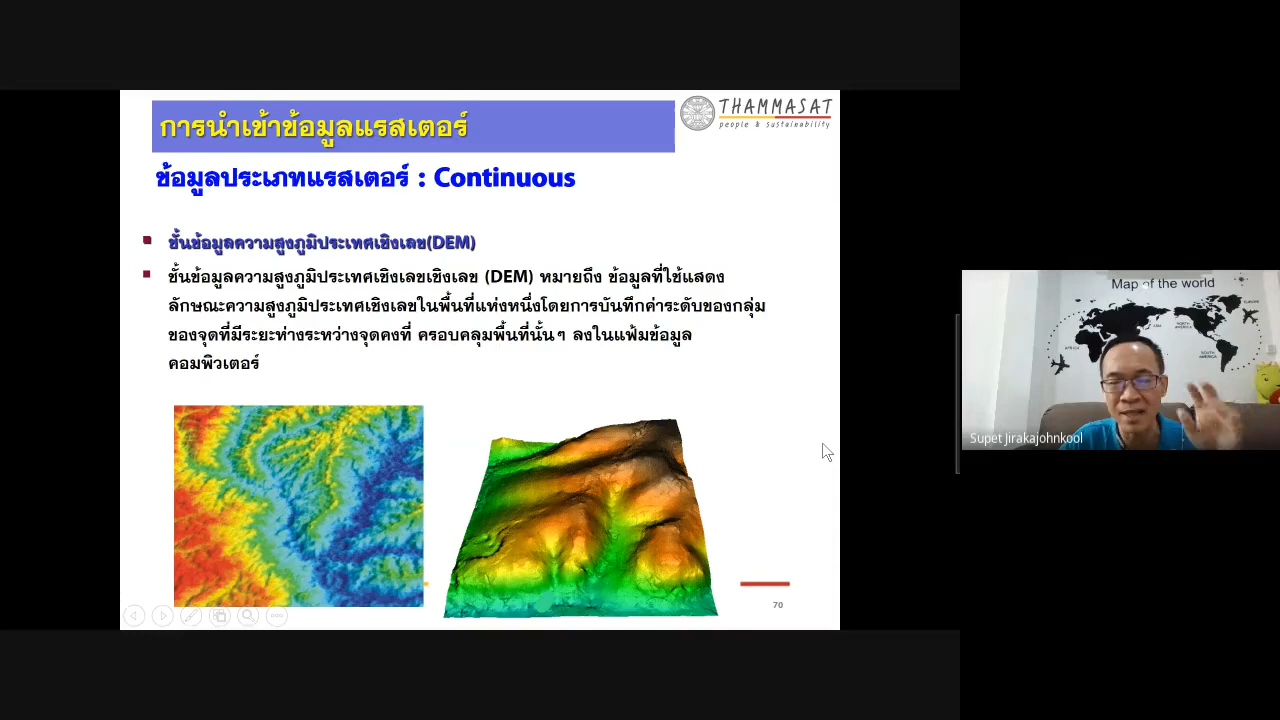 การนำเข้าข้อมูลแรสเตอร์
THAMMASAT
people & sustainability
ข้อมูลประเภทแรสเตอร์ : Continuous
ชั้นข้อมูลความสูงภูมิประเทศเชิงเลข(DEM)
ชั้นข้อมูลความสูงภูมิประเทศเชิงเลขเชิงเลข (DEM) หมายถึง ข้อมูลที่ใช้แสดง
ลักษณะความสูงภูมิประเทศเชิงเลขในพื้นที่แห่งหนึ่งโดยการบันทึกค่าระดับของกลุ่ม
ของจุดที่มีระยะห่างระหว่างจุดคงที่ ครอบคลุมพื้นที่นั้นๆ ลงในแฟ้มข้อมูล
คอมพิวเตอร์
70
Map of the world
EUROPE
ASIA
NORTH
AMERICA
AFRICA
SOUTH
AMERICA
Supet Jirakajohnkool